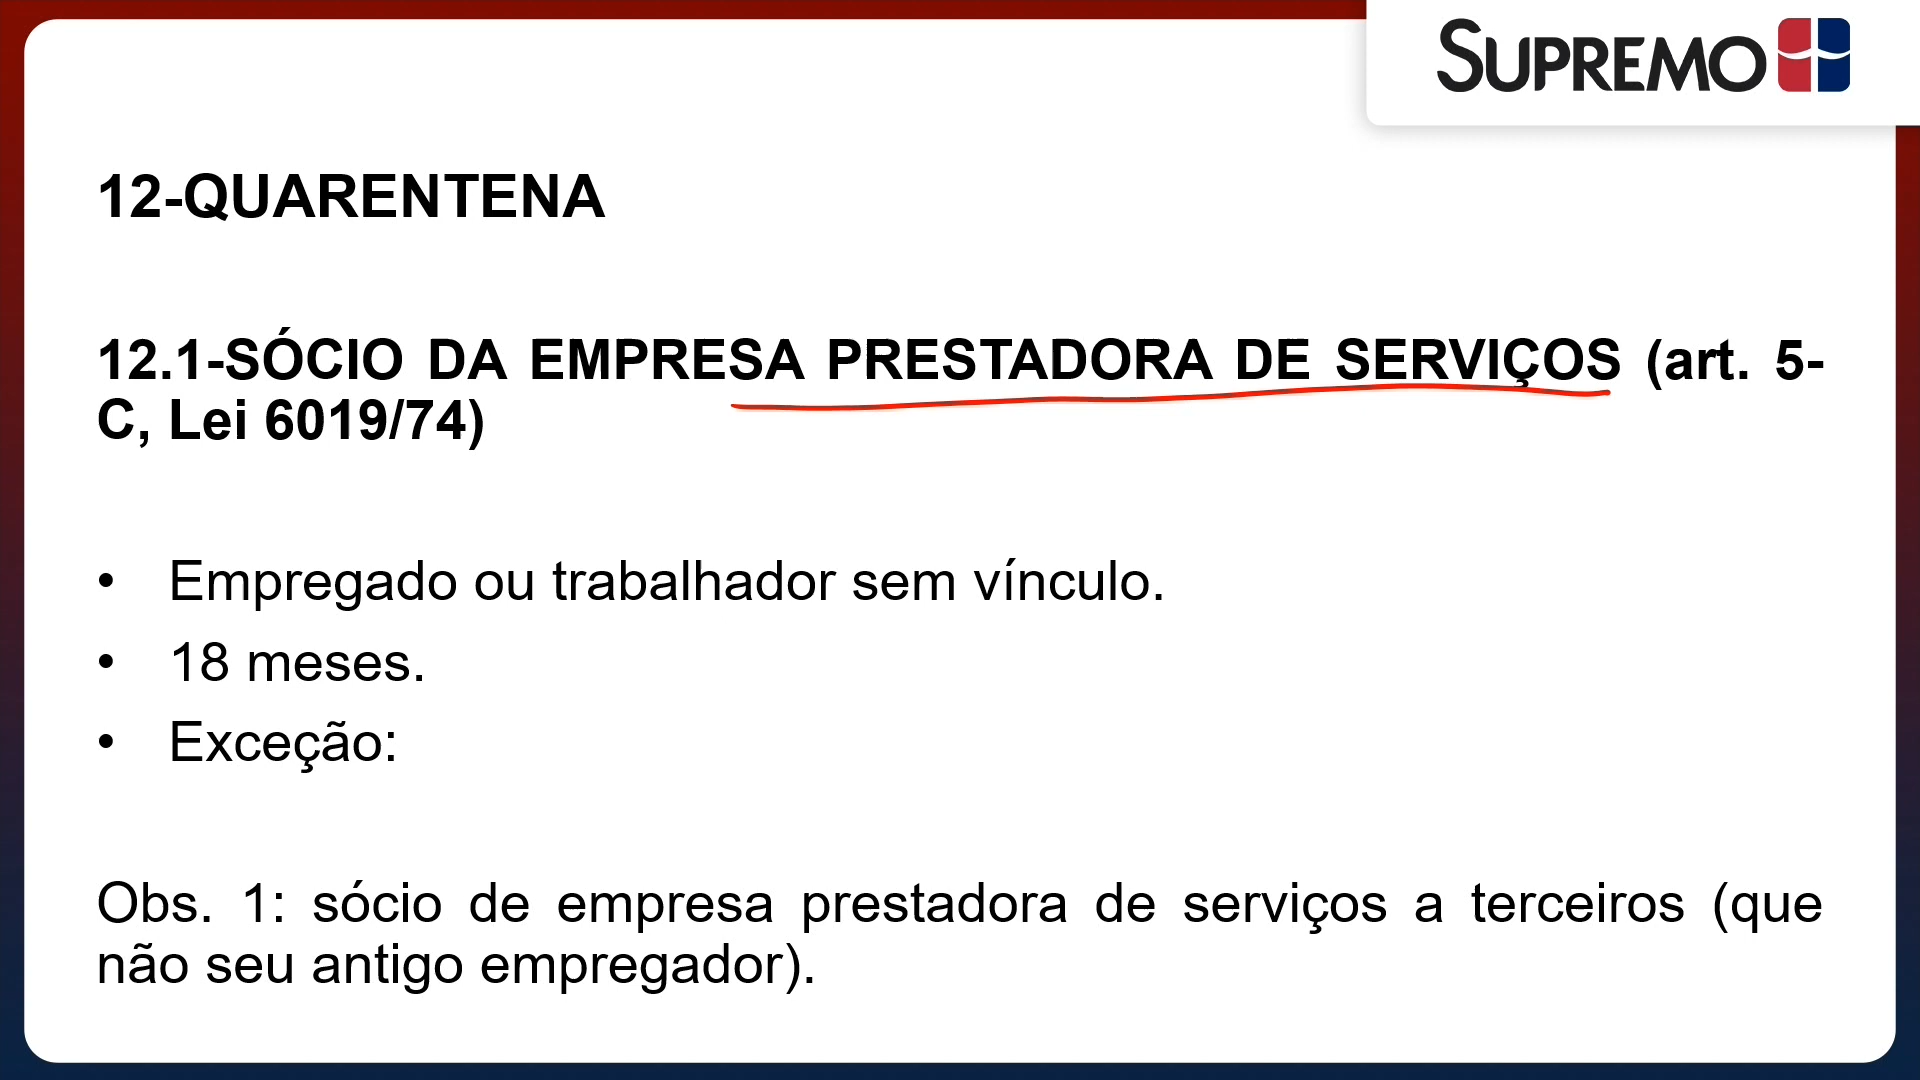 SUPREMO
12-QUARENTENA
12.1-SÓCIO DA EMPRESA PRESTADORA DE SERVIÇOS (art. 5-
C, Lei 6019/74)
• Empregado ou trabalhador sem vínculo.
• 18 meses.
• Exceção:
Obs. 1: sócio de empresa prestadora de serviços a terceiros (que
não seu antigo empregador).